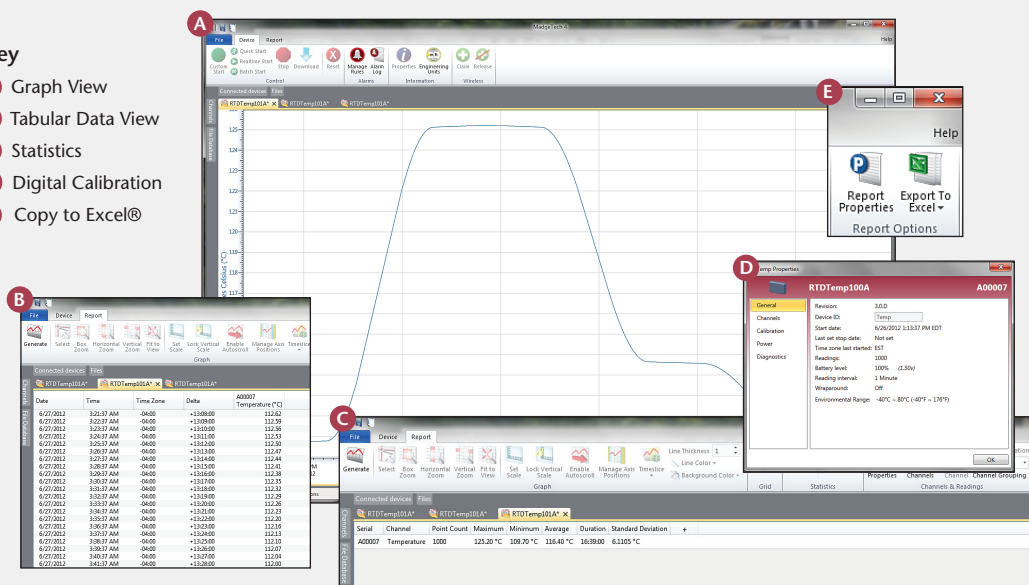 ey
Graph View
Tabular Data View
Statistics
Digital Calibration
Copy to Excel®
A
MadgeTech 4
File Device Report Help
Custom Start
Quick Start
Realtime Start
Batch Start
Stop Download Reset
Manage Rules Alarm Log
Properties Engineering Units
Claim Release
Control Alarms Information Wireless
Connected devices Files
RTDTemp101A* RTDTemp101A* RTDTemp101A*
Channels
File Database
125
124
123
122
121
119
118
117
Celsius (°C)
E
Help
Report Properties
Export To Excel
Report Options
D
Temp Properties
RTDTemp100A A00007
General
Channels
Calibration
Power
Diagnostics
Revision: 3.0.D
Device ID: Temp
Start date: 6/26/2012 1:13:37 PM EDT
Last set stop date: Not set
Time zone last started: EST
Readings: 1000
Battery level: 100% (1.50v)
Reading interval: 1 Minute
Wraparound: Off
Environmental Range: -40°C ~ 80°C (-40°F ~ 176°F)
OK
B
File Device Report
Generate Select Box Zoom Horizontal Zoom Vertical Zoom Fit to View Set Scale Lock Vertical Scale Enable Autoscroll Manage Axis Positions Timeslice
Graph
Connected devices Files
RTDTemp101A* RTDTemp101A* RTDTemp101A*
Channels
File Database
Date Time Time Zone Delta A00007 Temperature (°C)
6/27/2012 3:21:37 AM -04:00 +13:08:00 112.62
6/27/2012 3:22:37 AM -04:00 +13:09:00 112.59
6/27/2012 3:23:37 AM -04:00 +13:10:00 112.56
6/27/2012 3:24:37 AM -04:00 +13:11:00 112.53
6/27/2012 3:25:37 AM -04:00 +13:12:00 112.50
6/27/2012 3:26:37 AM -04:00 +13:13:00 112.47
6/27/2012 3:27:37 AM -04:00 +13:14:00 112.44
6/27/2012 3:28:37 AM -04:00 +13:15:00 112.41
6/27/2012 3:29:37 AM -04:00 +13:16:00 112.38
6/27/2012 3:30:37 AM -04:00 +13:17:00 112.35
6/27/2012 3:31:37 AM -04:00 +13:18:00 112.32
6/27/2012 3:32:37 AM -04:00 +13:19:00 112.29
6/27/2012 3:33:37 AM -04:00 +13:20:00 112.26
6/27/2012 3:34:37 AM -04:00 +13:21:00 112.23
6/27/2012 3:35:37 AM -04:00 +13:22:00 112.20
6/27/2012 3:36:37 AM -04:00 +13:23:00 112.16
6/27/2012 3:37:37 AM -04:00 +13:24:00 112.13
6/27/2012 3:38:37 AM -04:00 +13:25:00 112.10
6/27/2012 3:39:37 AM -04:00 +13:26:00 112.07
6/27/2012 3:40:37 AM -04:00 +13:27:00 112.04
6/27/2012 3:41:37 AM -04:00 +13:28:00 112.00
C
File Device Report
Generate Select Box Zoom Horizontal Zoom Vertical Zoom Fit to View Set Scale Lock Vertical Scale Enable Autoscroll Manage Axis Positions Timeslice
Line Thickness 1
Line Color
Background Color
Graph Grid Statistics
Properties Channels Channel Channel Grouping
Channels & Readings
Connected devices Files
RTDTemp101A* RTDTemp101A* RTDTemp101A*
Channels
File Database
Serial Channel Point Count Maximum Minimum Average Duration Standard Deviation +
A00007 Temperature 1000 125.20 °C 109.70 °C 116.40 °C 16:39:00 6.1105 °C